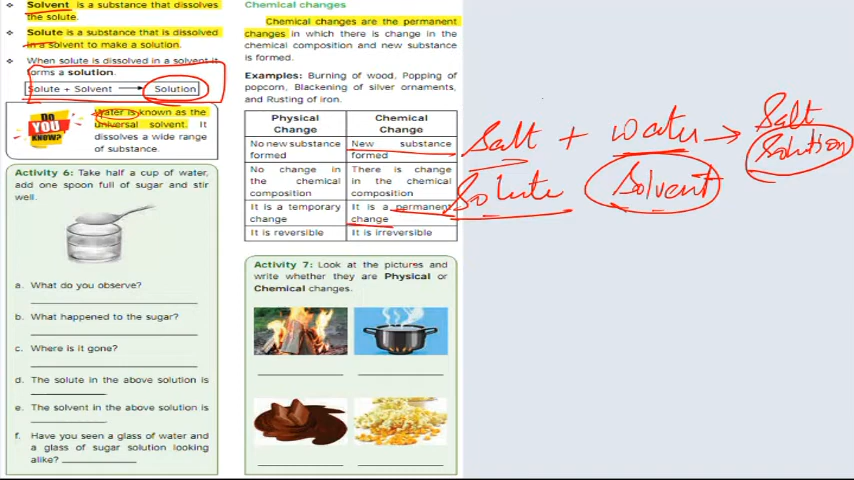 ❖ Solvent is a substance that dissolves
the solute.
❖ Solute is a substance that is dissolved
in a solvent to make a solution.
❖ When solute is dissolved in a solvent it
forms a solution.
Solute + Solvent → Solution
DO YOU KNOW?
Water is known as the
universal solvent. It
dissolves a wide range
of substance.
Activity 6: Take half a cup of water,
add one spoon full of sugar and stir
well.
a. What do you observe?
b. What happened to the sugar?
c. Where is it gone?
d. The solute in the above solution is
e. The solvent in the above solution is
f. Have you seen a glass of water and
a glass of sugar solution looking
alike?
Chemical changes
Chemical changes are the permanent
changes in which there is change in the
chemical composition and new substance
is formed.
Examples: Burning of wood, Popping of
popcorn, Blackening of silver ornaments,
and Rusting of iron.
Physical Change
Chemical Change
No new substance formed
New substance formed
No change in the chemical composition
There is change in the chemical composition
It is a temporary change
It is a permanent change
It is reversible
It is irreversible
Activity 7: Look at the pictures and
write whether they are Physical or
Chemical changes.
Salt + water → Salt Solution
Solute Solvent